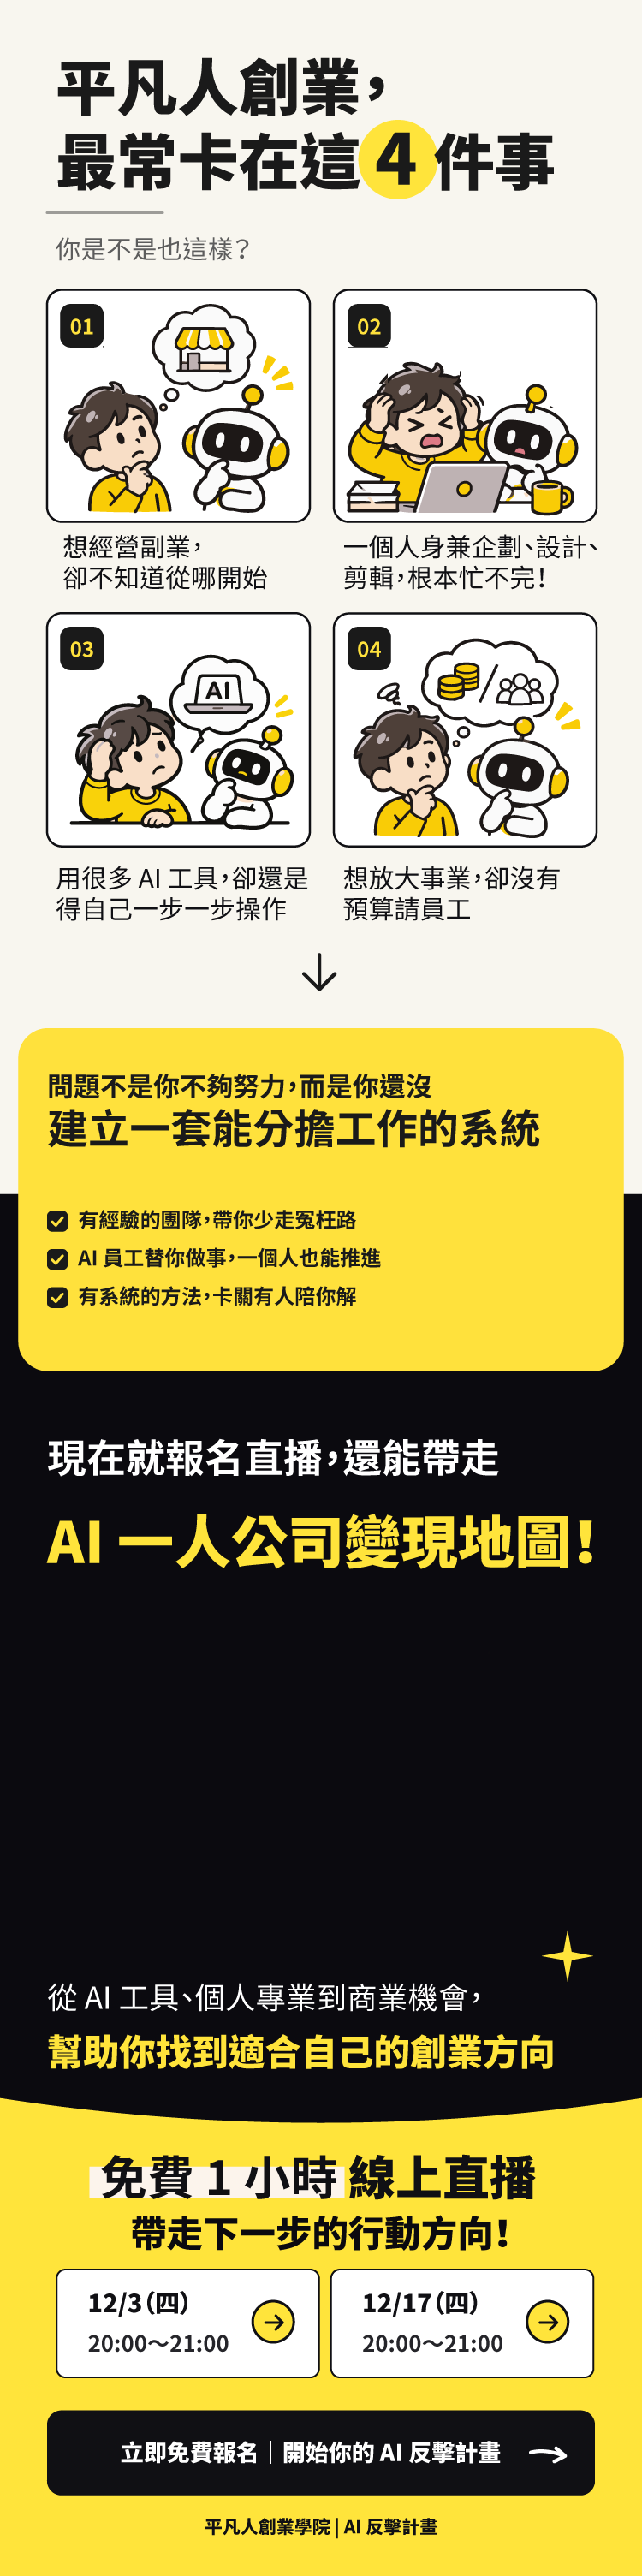 平凡人創業，
最常卡在這4件事
你是不是也這樣？
01
02
想經營副業，
卻不知道從哪開始
一個人身兼企劃、設計、
剪輯，根本忙不完！
03
AI
04
用很多 AI 工具，卻還是
得自己一步一步操作
想放大事業，卻沒有
預算請員工
問題不是你不夠努力，而是你還沒
建立一套能分擔工作的系統
有經驗的團隊，帶你少走冤枉路
AI 員工替你做事，一個人也能推進
有系統的方法，卡關有人陪你解
現在就報名直播，還能帶走
AI 一人公司變現地圖！
從 AI 工具、個人專業到商業機會，
幫助你找到適合自己的創業方向
免費 1 小時 線上直播
帶走下一步的行動方向！
12/3（四）
20:00～21:00
12/17（四）
20:00～21:00
立即免費報名｜開始你的 AI 反擊計畫
平凡人創業學院 | AI 反擊計畫